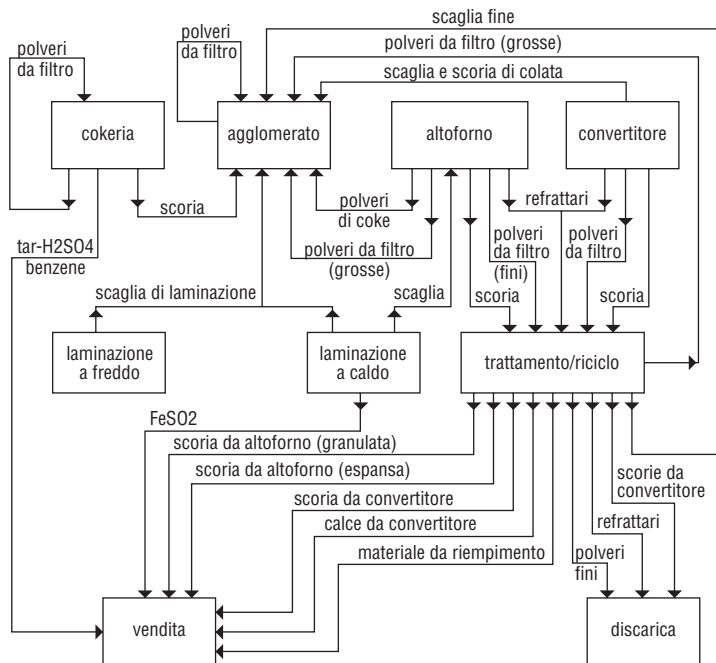 scaglia fine
polveri
da filtro
polveri
da filtro
polveri da filtro (grosse)
scaglia e scoria di colata
cokeria
agglomerato
altoforno
convertitore
scoria
polveri
di coke
refrattari
tar-H2SO4
benzene
polveri da filtro
(grosse)
polveri
da filtro
(fini)
polveri
da filtro
scaglia di laminazione
scaglia
scoria
scoria
laminazione
a freddo
laminazione
a caldo
trattamento/riciclo
FeSO2
scoria da altoforno (granulata)
scoria da altoforno (espansa)
scoria da convertitore
calce da convertitore
materiale da riempimento
scorie da
convertitore
refrattari
polveri
fini
vendita
discarica